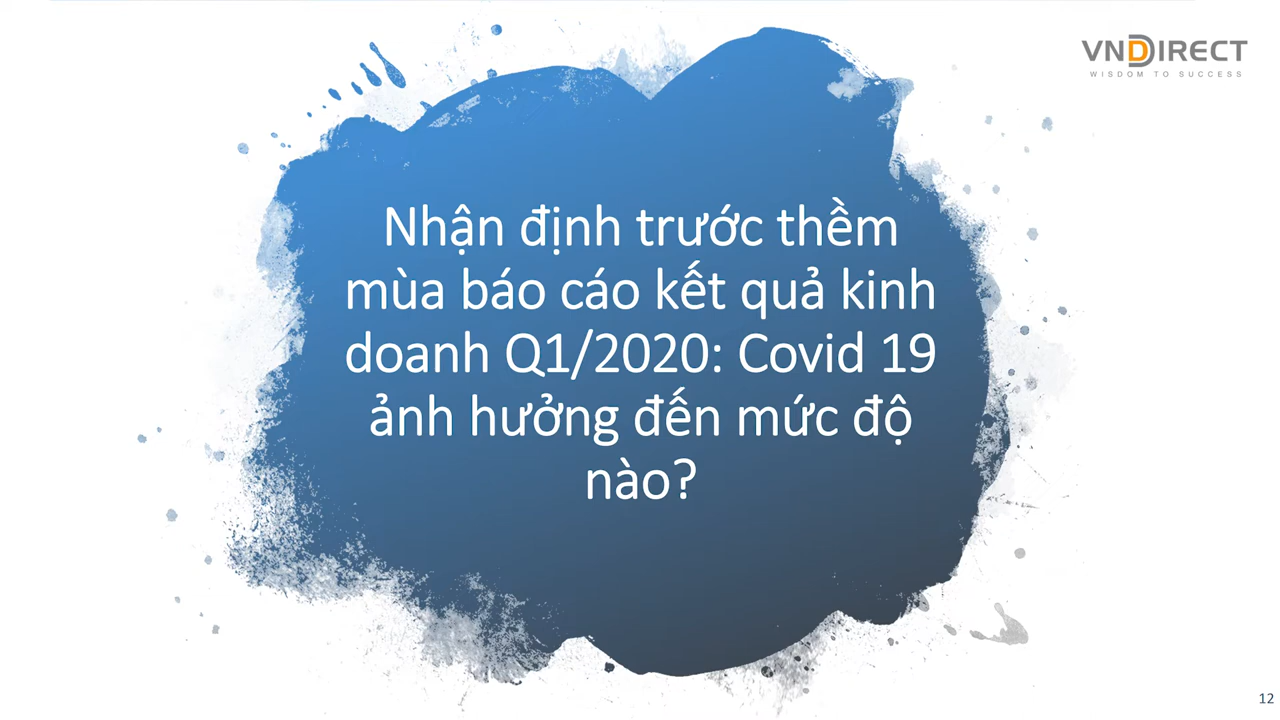 VNDIRECT
WISDOM TO SUCCESS
Nhận định trước thềm
mùa báo cáo kết quả kinh
doanh Q1/2020: Covid 19
ảnh hưởng đến mức độ
nào?
12